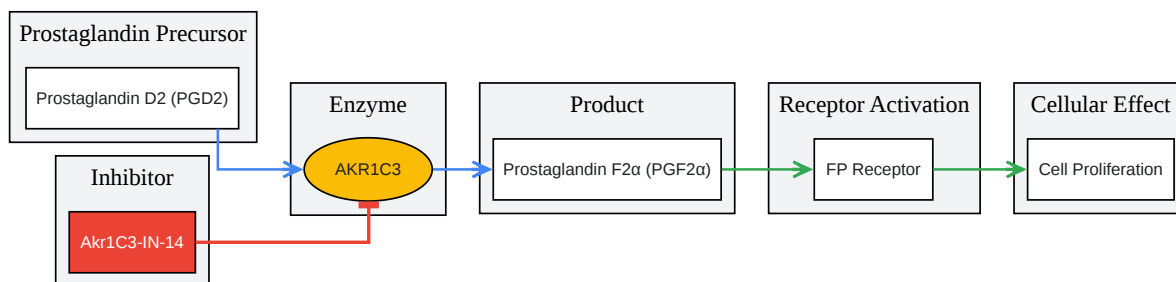 Prostaglandin Precursor
Prostaglandin D2 (PGD2)
Inhibitor
Akr1C3-IN-14
Enzyme
AKR1C3
Product
Prostaglandin F2α (PGF2α)
Receptor Activation
FP Receptor
Cellular Effect
Cell Proliferation